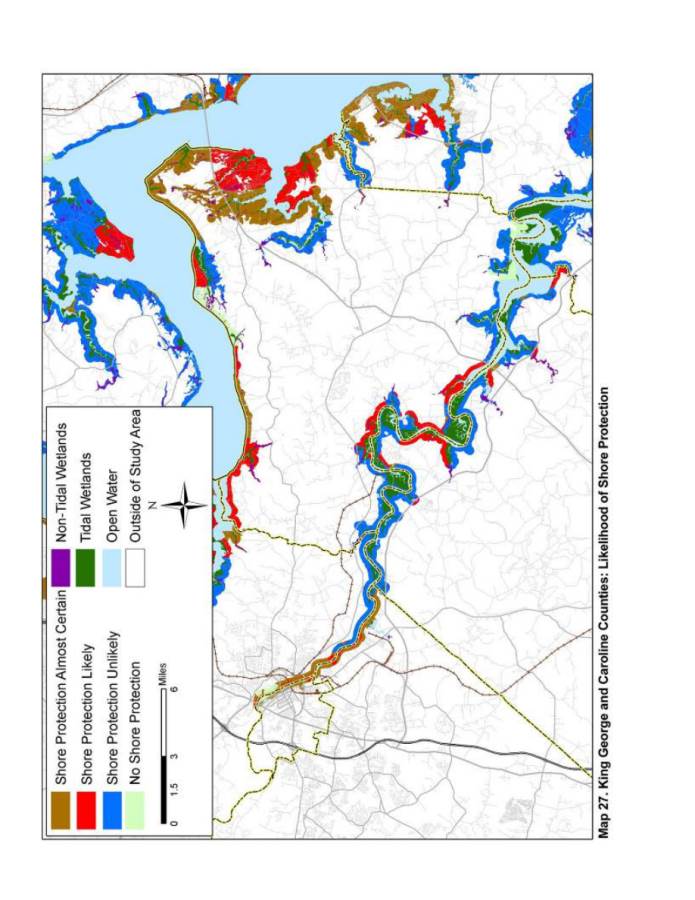 Shore Protection Almost Certain
Shore Protection Likely
Shore Protection Unlikely
No Shore Protection
Non-Tidal Wetlands
Tidal Wetlands
Open Water
Outside of Study Area
N
Miles
0 1.5 3 6
Map 27. King George and Caroline Counties: Likelihood of Shore Protection